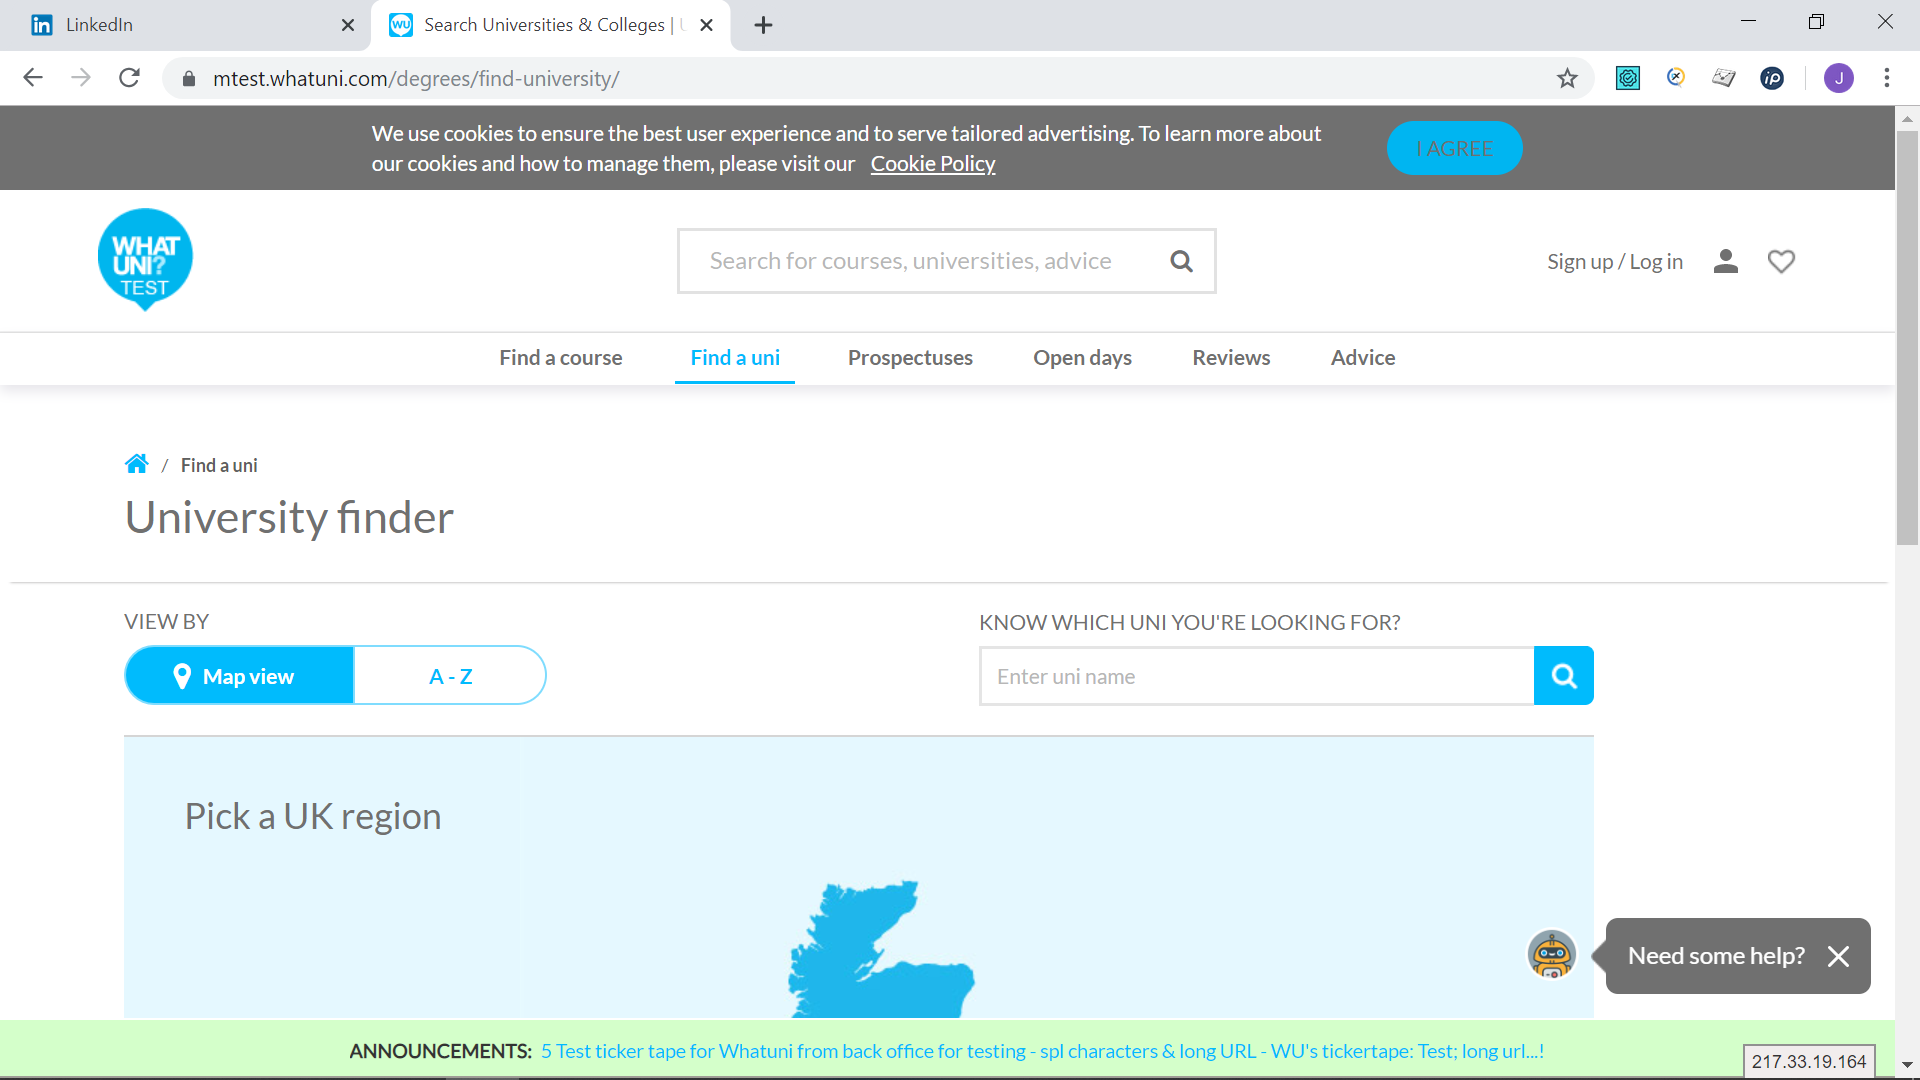 LinkedIn
Search Universities & Colleges |
mtest.whatuni.com/degrees/find-university/
J
We use cookies to ensure the best user experience and to serve tailored advertising. To learn more about
our cookies and how to manage them, please visit our Cookie Policy
I AGREE
WHAT
UNI?
TEST
Search for courses, universities, advice
Sign up / Log in
Find a course Find a uni Prospectuses Open days Reviews Advice
/ Find a uni
University finder
VIEW BY
Map view
A - Z
KNOW WHICH UNI YOU'RE LOOKING FOR?
Enter uni name
Pick a UK region
Need some help?
ANNOUNCEMENTS: 5 Test ticker tape for Whatuni from back office for testing - spl characters & long URL - WU's tickertape: Test; long url...!
217.33.19.164